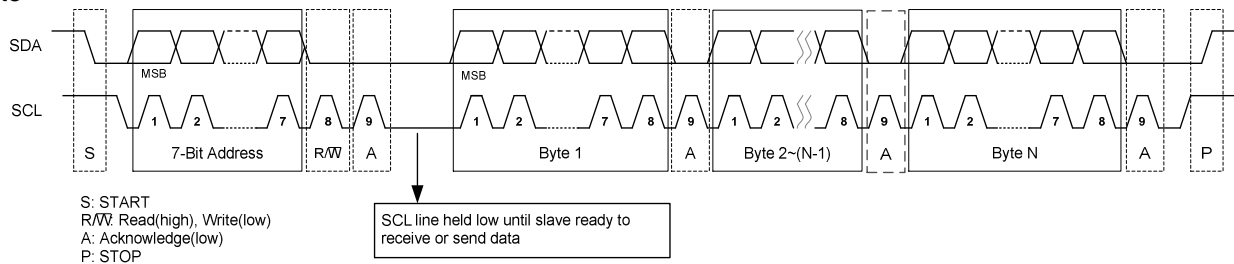 SDA
MSB
MSB
SCL
1 2 7 8 9 1 2 7 8 9 1 2 8 9 1 2 7 8 9
S 7-Bit Address R/W A Byte 1 A Byte 2~(N-1) A Byte N A P
S: START
R/W: Read(high), Write(low)
A: Acknowledge(low)
P: STOP
SCL line held low until slave ready to
receive or send data